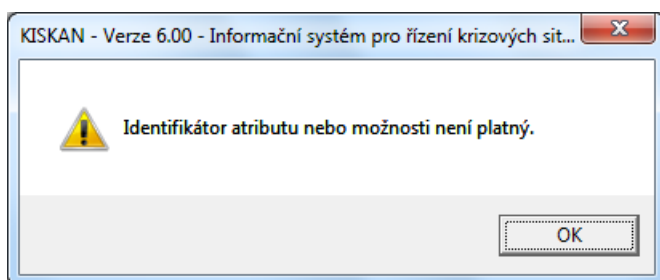 KISKAN - Verze 6.00 - Informační systém pro řízení krizových sit...
Identifikátor atributu nebo možnosti není platný.
OK